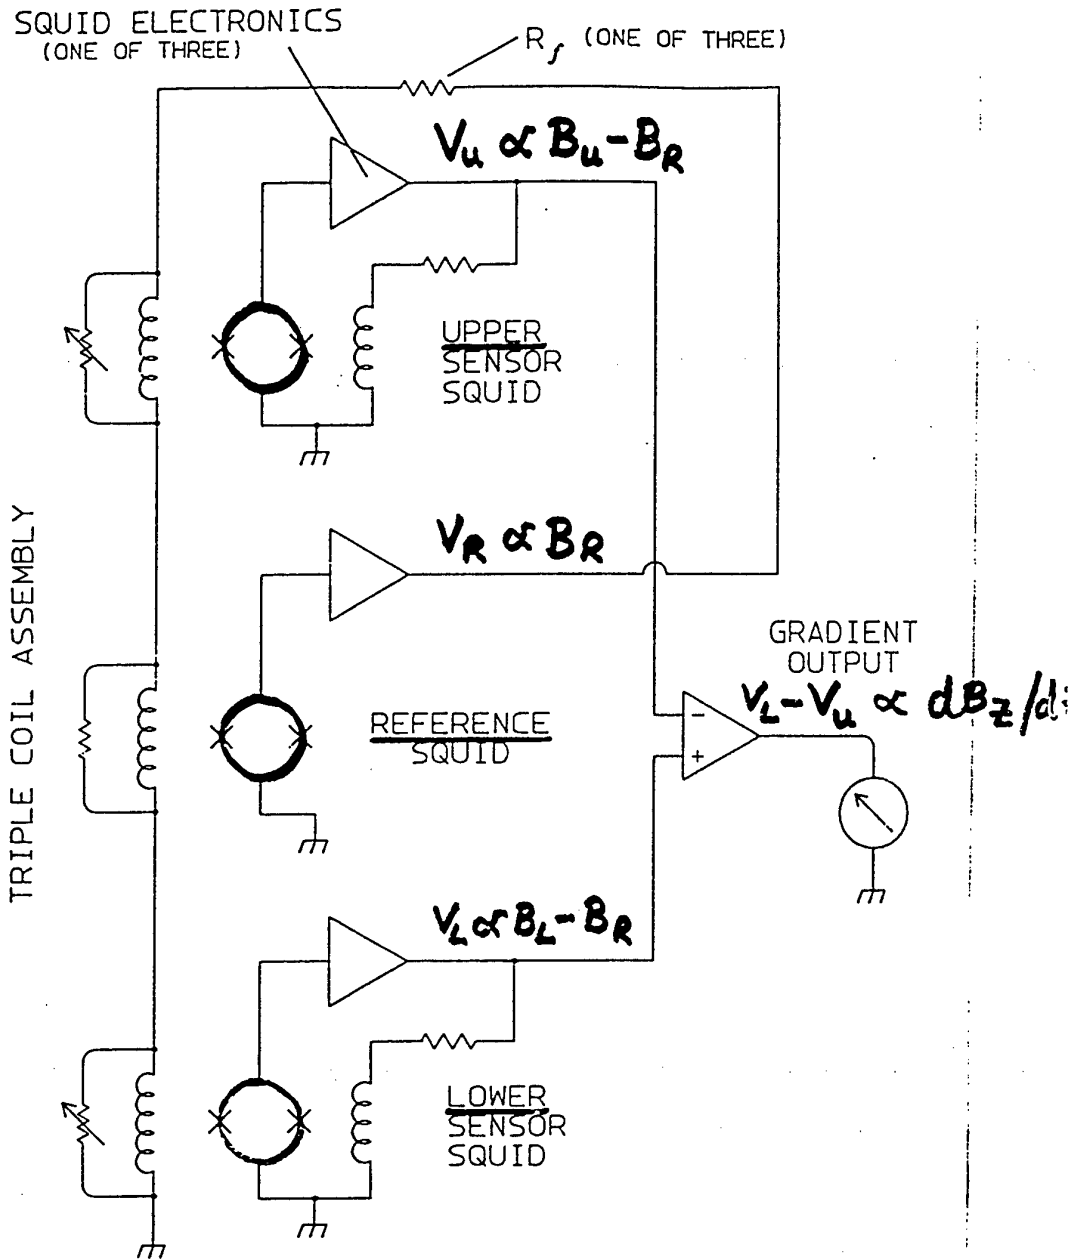 SQUID ELECTRONICS
(ONE OF THREE)
R_f (ONE OF THREE)
V_u ∝ B_u - B_R
UPPER
SENSOR
SQUID
TRIPLE COIL ASSEMBLY
V_R ∝ B_R
GRADIENT
OUTPUT
V_L - V_u ∝ dB_z/d
REFERENCE
SQUID
-
+
V_L ∝ B_L - B_R
LOWER
SENSOR
SQUID